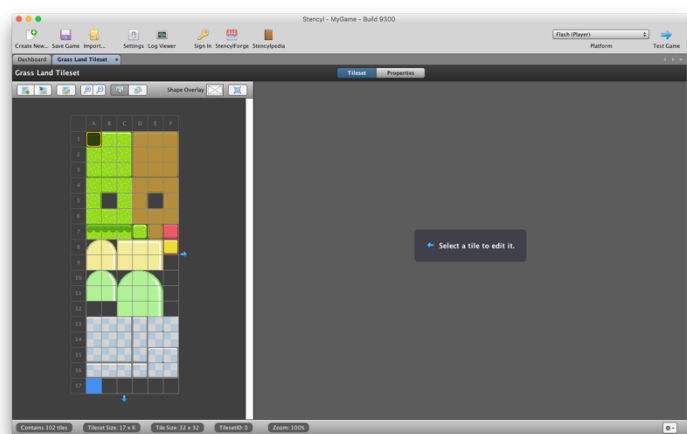 Stencyl - MyGame - Build 9300
Create New... Save Game Import... Settings Log Viewer Sign In StencylForge Stencylpedia
Flash (Player)
Platform
Test Game
Dashboard Grass Land Tileset
Grass Land Tileset
Tileset Properties
Shape Overlay
A B C D E F
1
2
3
4
5
6
7
8
9
10
11
12
13
14
15
16
17
Select a tile to edit it.
Contains 102 tiles Tileset Size: 17 x 6 Tile Size: 32 x 32 TilesetID: 0 Zoom: 100%